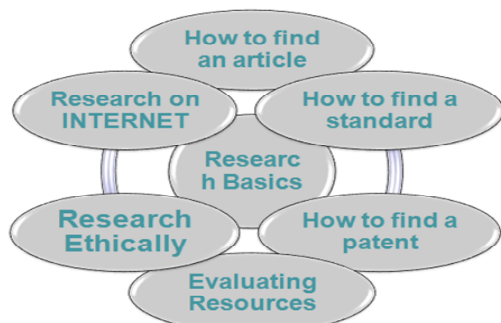 How to find
an article
Research on
INTERNET
How to find a
standard
Researc
h Basics
Research
Ethically
How to find a
patent
Evaluating
Resources